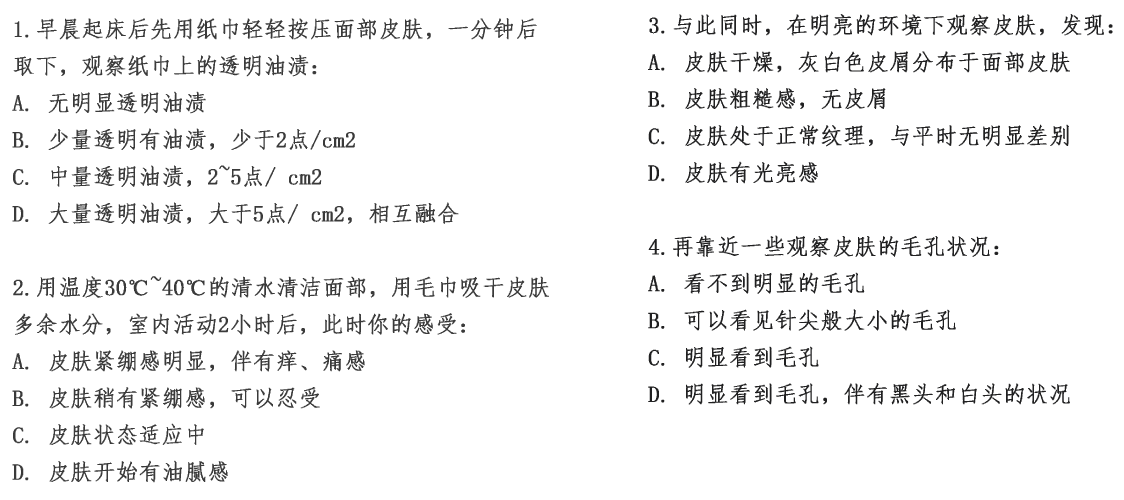 1.早晨起床后先用纸巾轻轻按压面部皮肤，一分钟后
取下，观察纸巾上的透明油渍：
A. 无明显透明油渍
B. 少量透明有油渍，少于2点/cm2
C. 中量透明油渍，2~5点/ cm2
D. 大量透明油渍，大于5点/ cm2，相互融合
2.用温度30℃~40℃的清水清洁面部，用毛巾吸干皮肤
多余水分，室内活动2小时后，此时你的感受：
A. 皮肤紧绷感明显，伴有痒、痛感
B. 皮肤稍有紧绷感，可以忍受
C. 皮肤状态适应中
D. 皮肤开始有油腻感
3.与此同时，在明亮的环境下观察皮肤，发现：
A. 皮肤干燥，灰白色皮屑分布于面部皮肤
B. 皮肤粗糙感，无皮屑
C. 皮肤处于正常纹理，与平时无明显差别
D. 皮肤有光亮感
4.再靠近一些观察皮肤的毛孔状况：
A. 看不到明显的毛孔
B. 可以看见针尖般大小的毛孔
C. 明显看到毛孔
D. 明显看到毛孔，伴有黑头和白头的状况